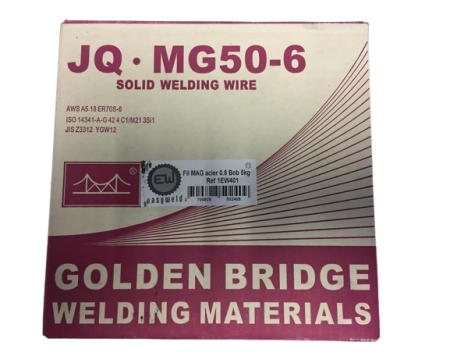 JQ · MG50-6
SOLID WELDING WIRE
AWS A5.18 ER70S-6
ISO 14341-A-G 42 4 C1/M21 3Si1
JIS Z3312 YGW12
Fil MAG acier 0.8 Bob 5kg
Ref 1EW401
EW
easyweld
®
GOLDEN BRIDGE
WELDING MATERIALS